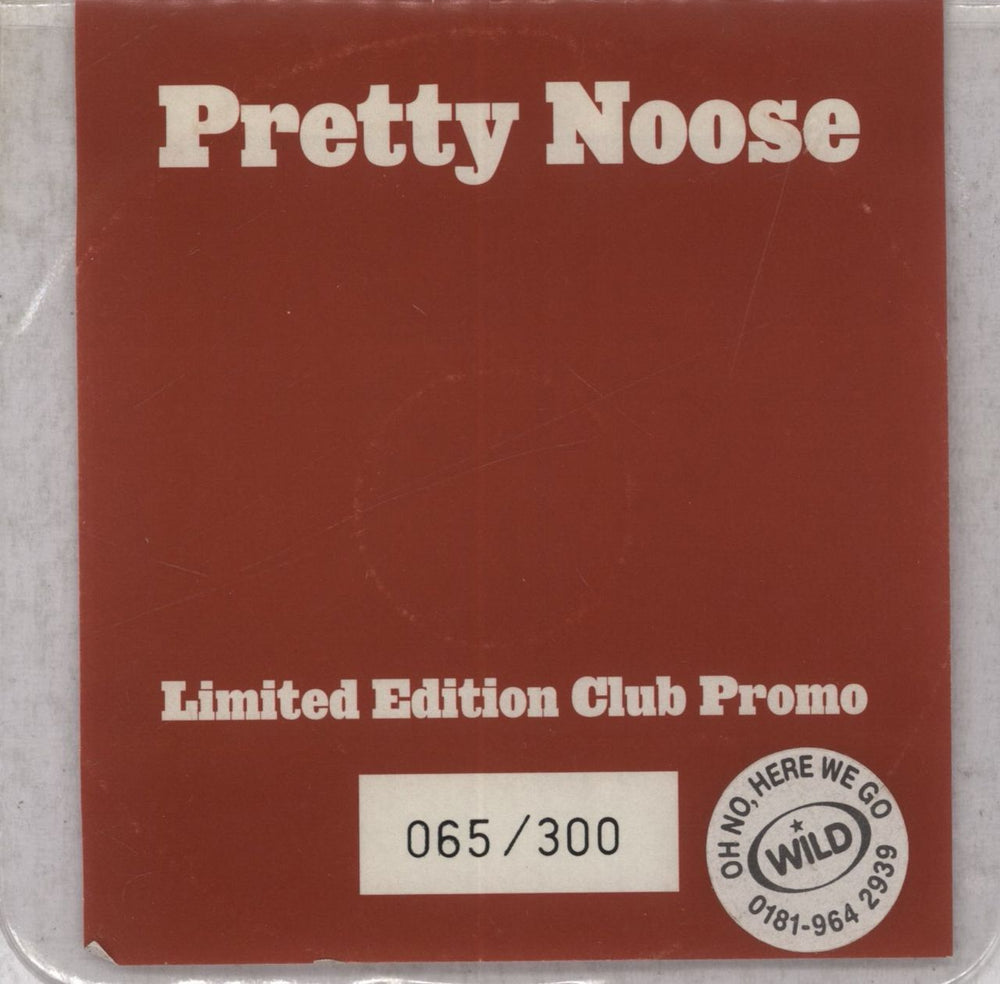 Pretty Noose
Limited Edition Club Promo
065/300
OH NO, HERE WE GO
WILD
0181-964 2939